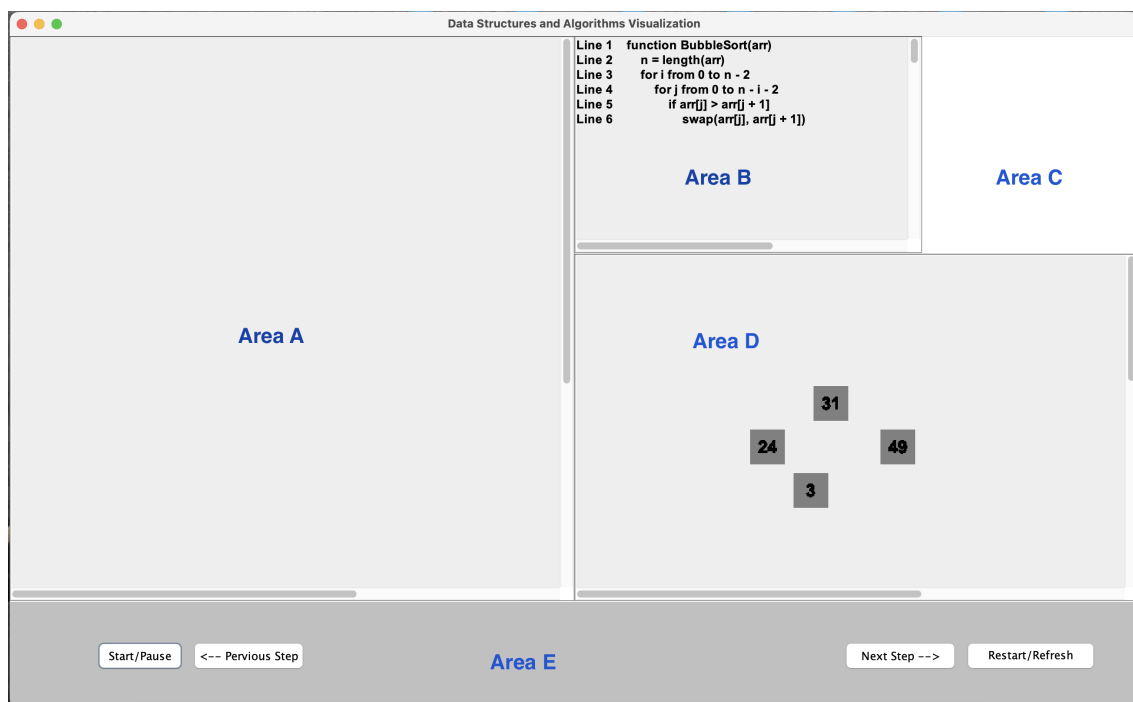 Data Structures and Algorithms Visualization
Line 1 function BubbleSort(arr)
Line 2 n = length(arr)
Line 3 for i from 0 to n - 2
Line 4 for j from 0 to n - i - 2
Line 5 if arr[j] > arr[j + 1]
Line 6 swap(arr[j], arr[j + 1])
Area B
Area C
Area A
Area D
31
24
49
3
Start/Pause
<-- Pervious Step
Area E
Next Step -->
Restart/Refresh